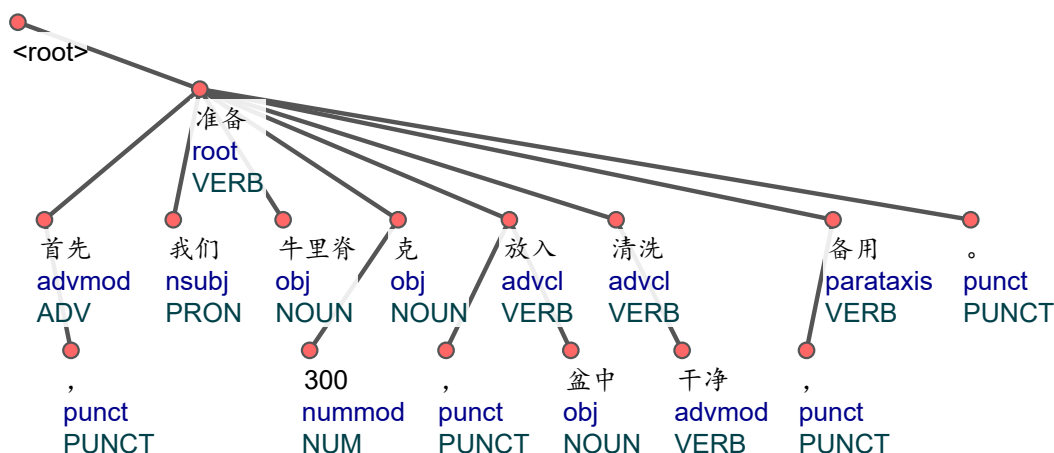 <root>
准备
root
VERB
首先 我们 牛里脊 克 放入 清洗 备用 。
advmod nsubj obj obj advcl advcl parataxis punct
ADV PRON NOUN NOUN VERB VERB VERB PUNCT
， 300 ， 盆中 干净 ，
punct nummod punct obj advmod punct
PUNCT NUM PUNCT NOUN VERB PUNCT